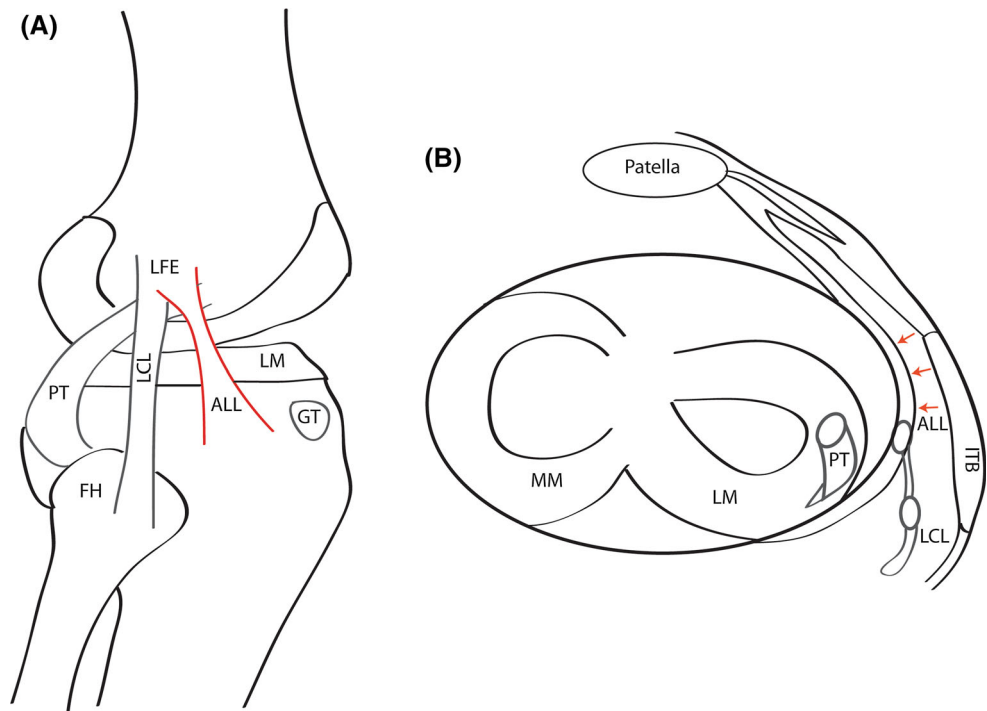 (A)
LFE
LM
LCL
PT
ALL
GT
FH
(B)
Patella
ALL
PT
ITB
MM
LM
LCL